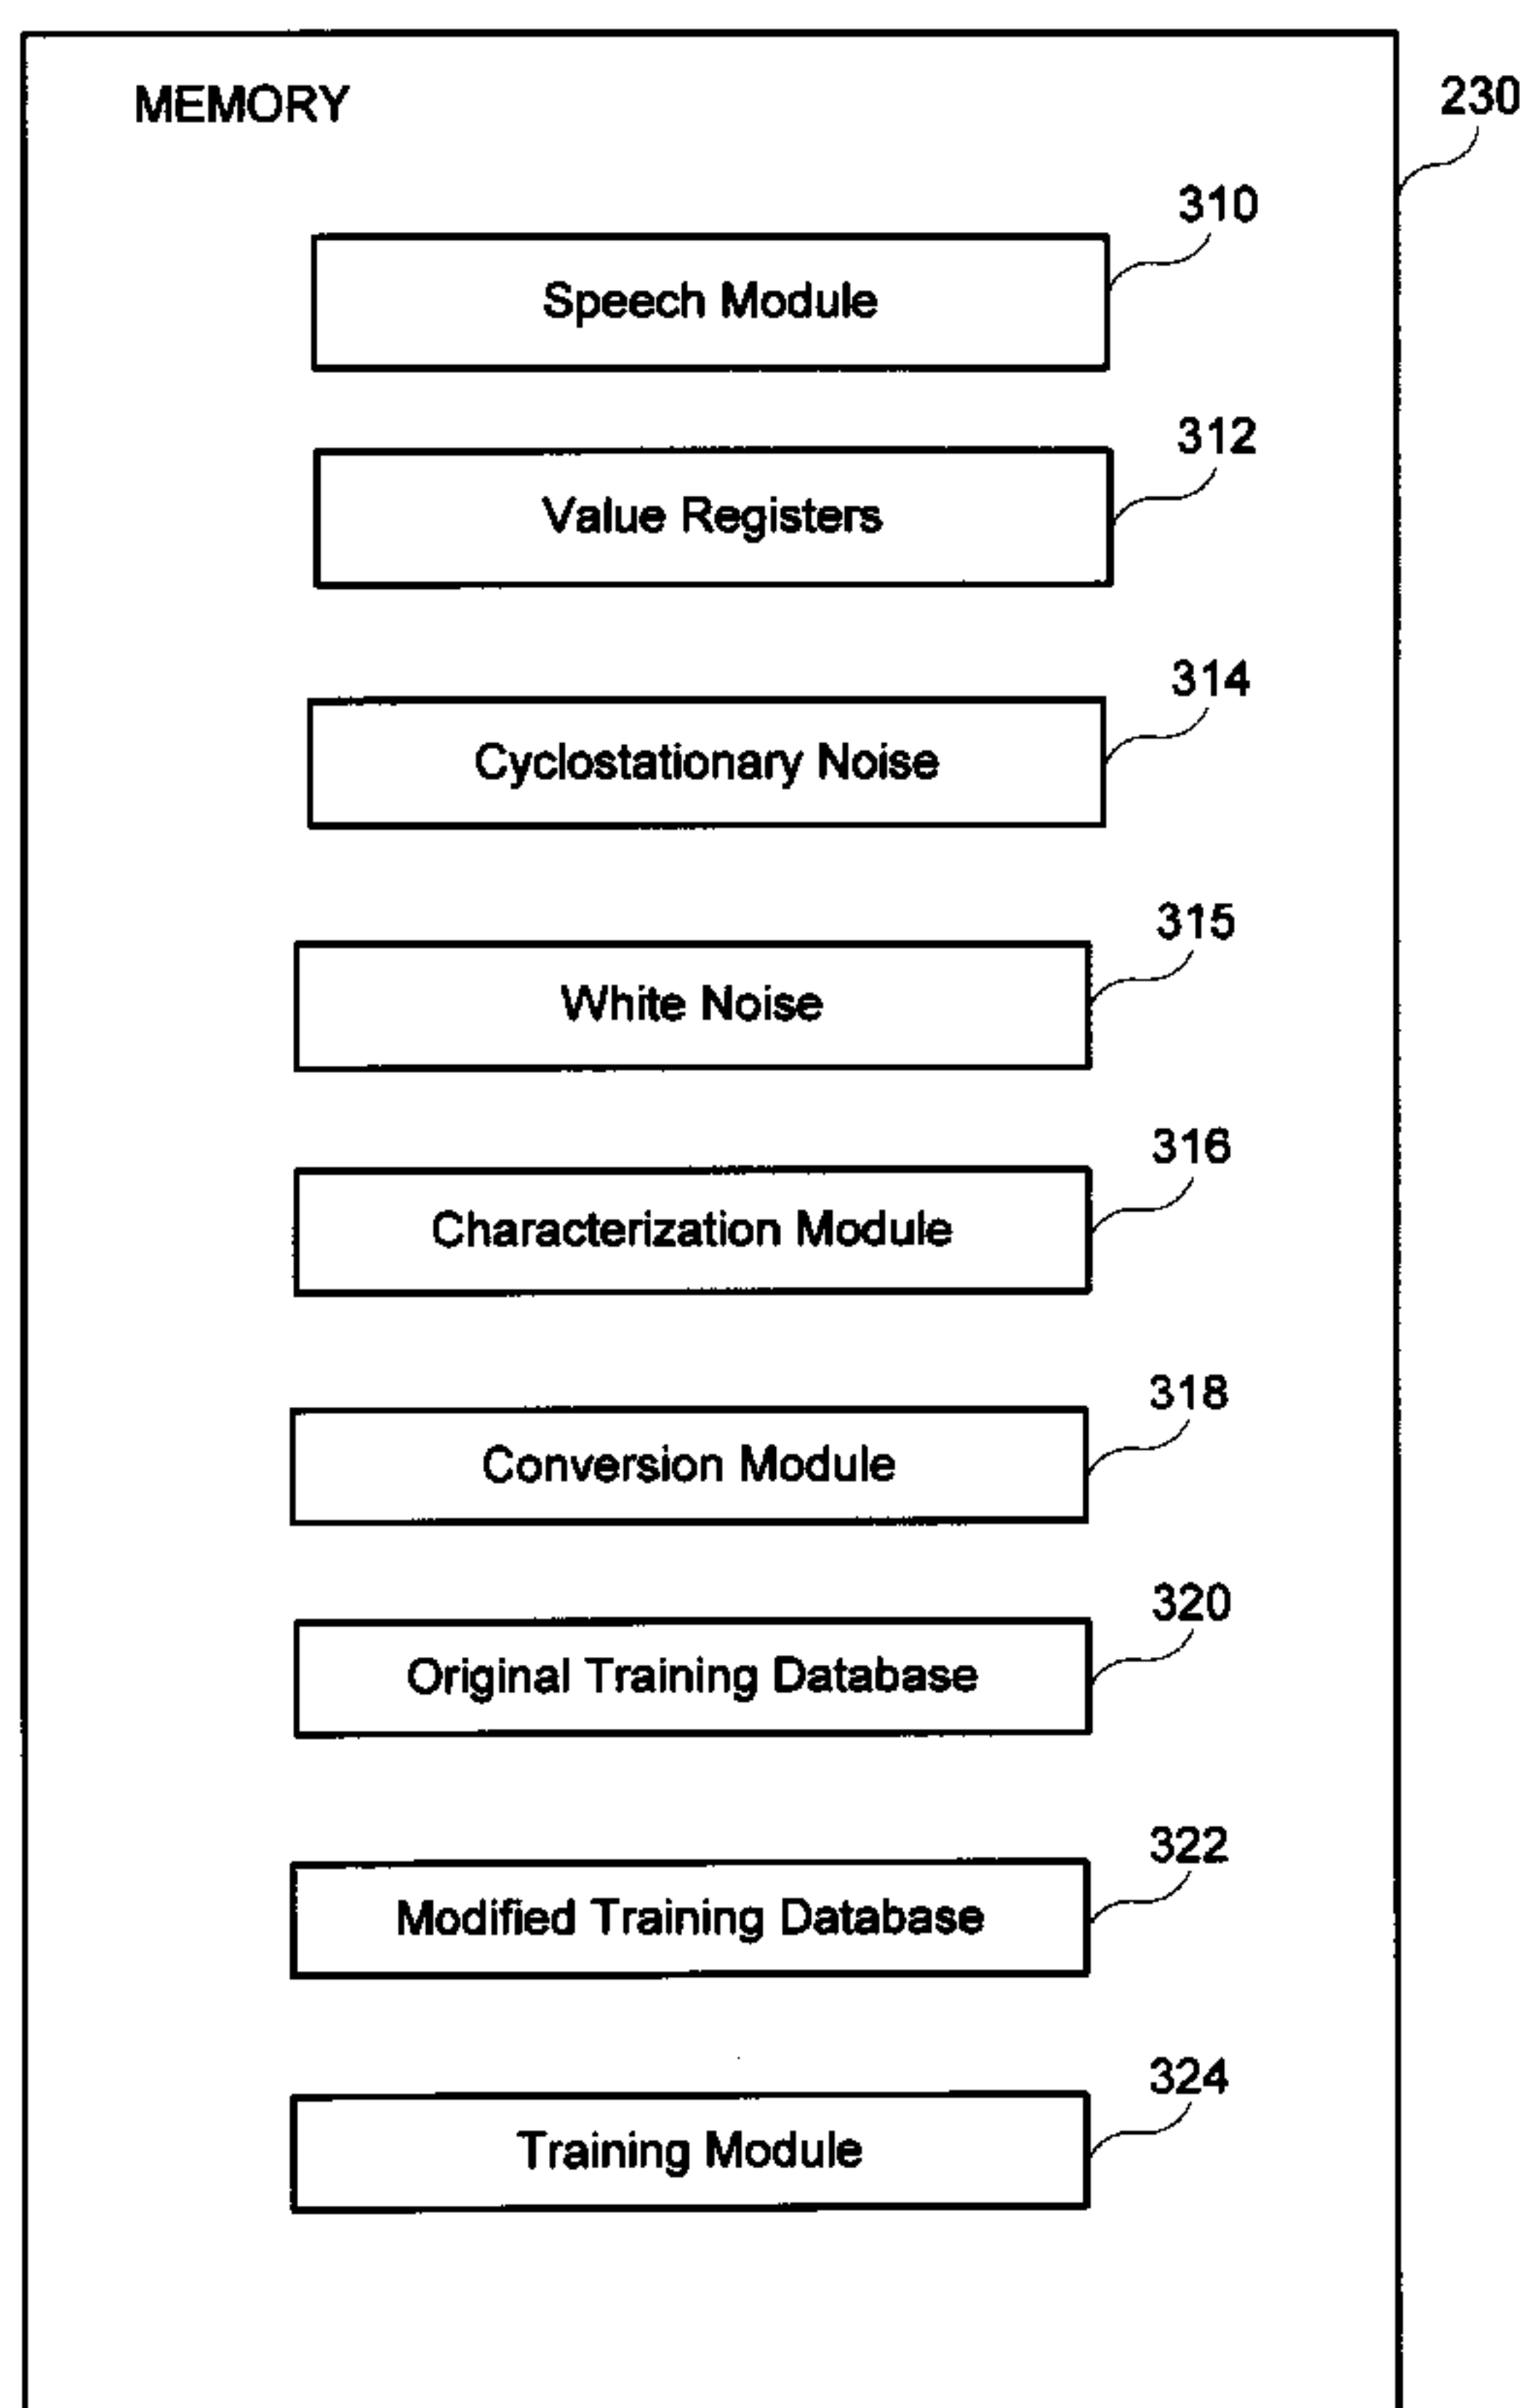 MEMORY
230
310
Speech Module
312
Value Registers
314
Cyclostationary Noise
315
White Noise
316
Characterization Module
318
Conversion Module
320
Original Training Database
322
Modified Training Database
324
Training Module